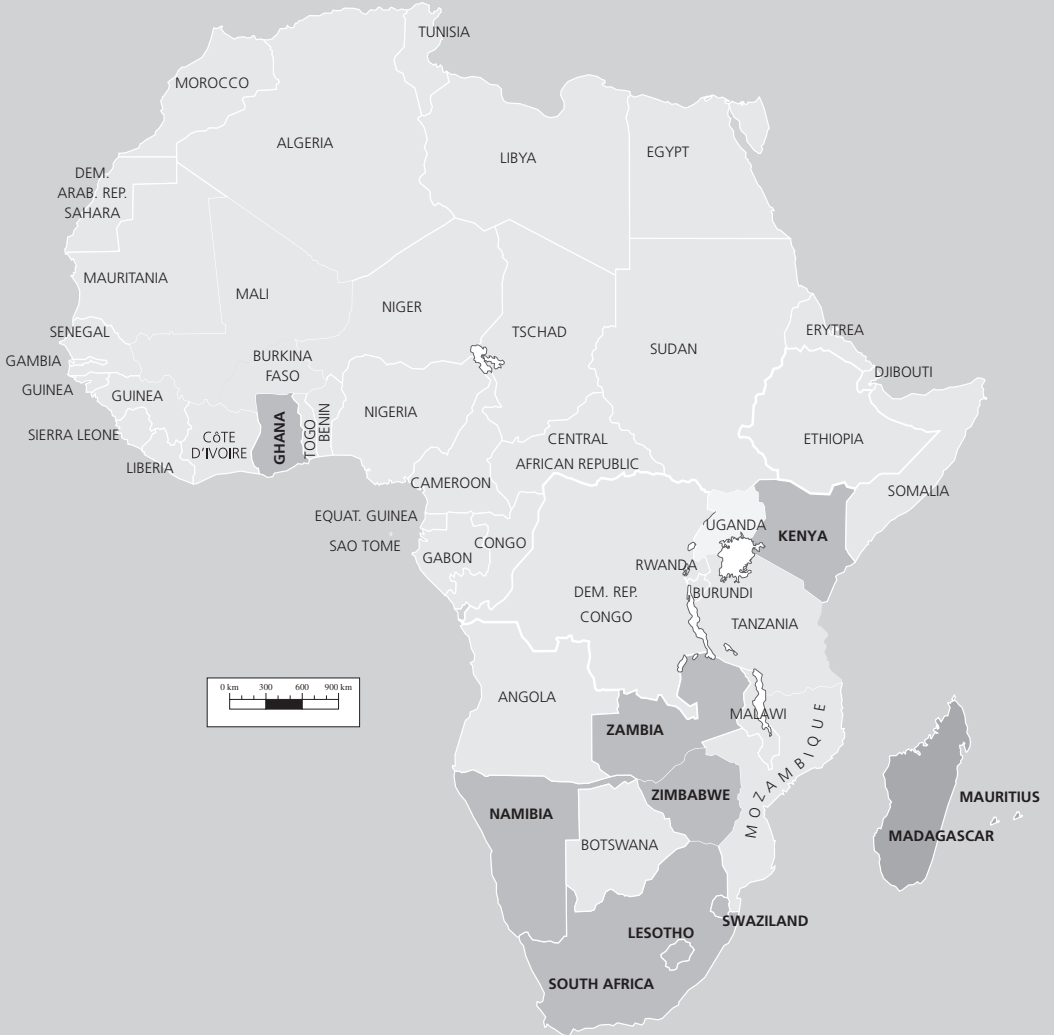 TUNISIA
MOROCCO
ALGERIA
LIBYA
EGYPT
DEM.
ARAB. REP.
SAHARA
MAURITANIA
MALI
NIGER
TSCHAD
SUDAN
ERYTREA
DJIBOUTI
SENEGAL
GAMBIA
GUINEA
GUINEA
SIERRA LEONE
LIBERIA
CôTE
D'IVOIRE
BURKINA
FASO
GHANA
TOGO
BENIN
NIGERIA
CENTRAL
AFRICAN REPUBLIC
ETHIOPIA
SOMALIA
CAMEROON
EQUAT. GUINEA
SAO TOME
GABON
CONGO
UGANDA
KENYA
RWANDA
BURUNDI
DEM. REP.
CONGO
TANZANIA
0 km 300 600 900 km
ANGOLA
ZAMBIA
MALAWI
MOZAMBIQUE
NAMIBIA
ZIMBABWE
BOTSWANA
MAURITIUS
MADAGASCAR
SWAZILAND
LESOTHO
SOUTH AFRICA